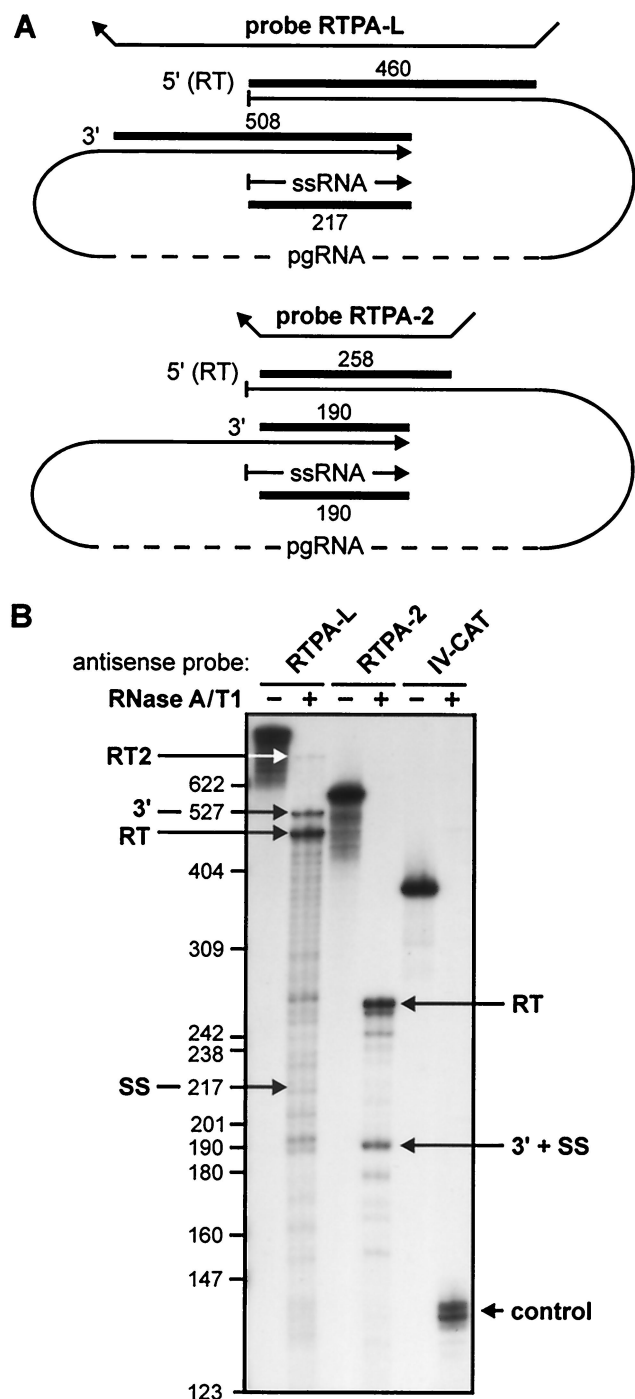 A
probe RTPA-L
460
5' (RT)
508
3'
ssRNA
217
pgRNA
probe RTPA-2
258
5' (RT)
190
3'
ssRNA
190
pgRNA
B
antisense probe: RTPA-L RTPA-2 IV-CAT
RNase A/T1 – + – + – +
RT2
622
3' 527
RT
404
309
RT
242
238
SS 217
201
190 3' + SS
180
160
147
control
123